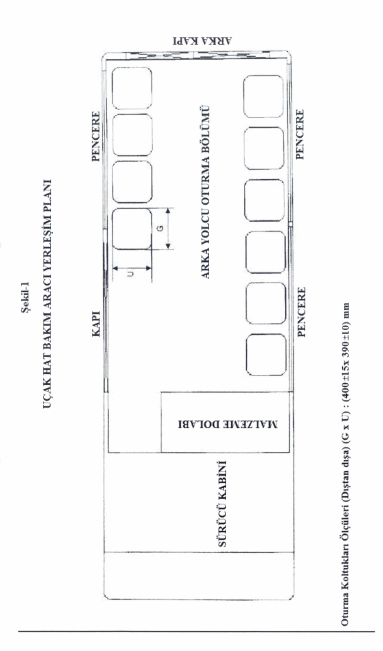 Şekil-1
UÇAK HAT BAKIM ARACI YERLEŞİM PLANI
KAPI
PENCERE
U
G
SÜRÜCÜ KABİNİ
MALZEME DOLABI
ARKA YOLCU OTURMA BÖLÜMÜ
ARKA KAPI
PENCERE
PENCERE
Oturma Koltukları Ölçüleri (Dıştan dışa) (G x U) : (400±15x 390±10) mm